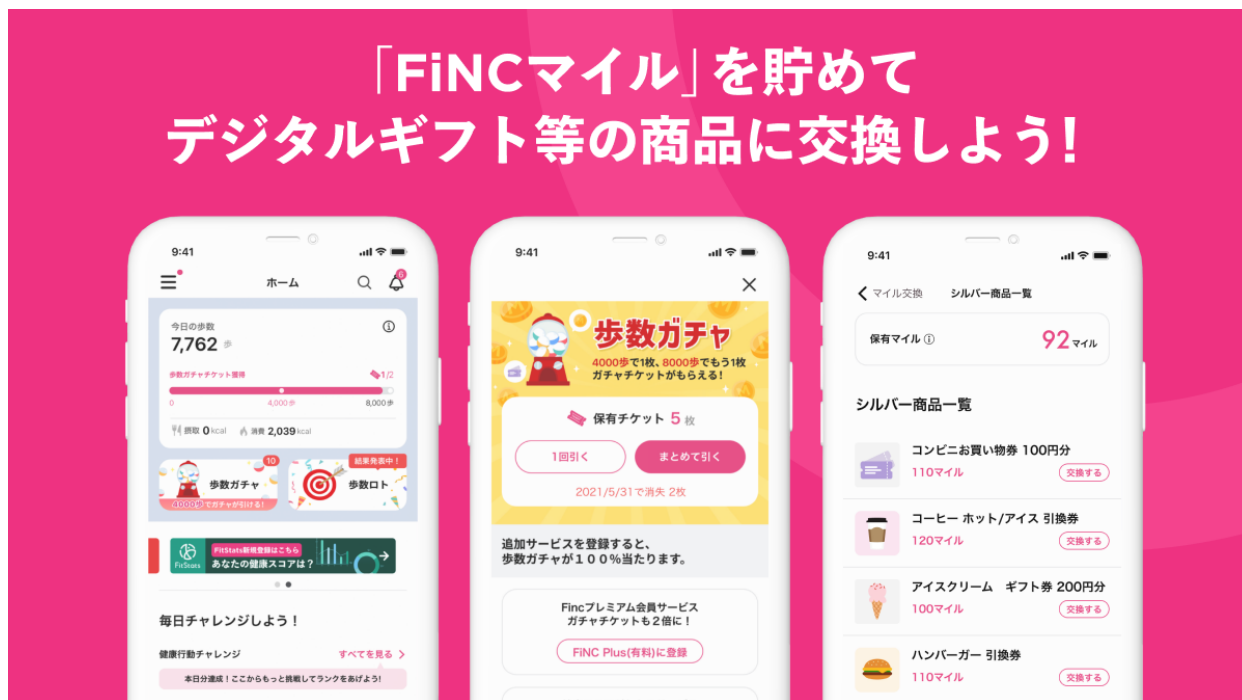 「FiNCマイル」を貯めて
デジタルギフト等の商品に交換しよう!
9:41
ホーム
6
今日の歩数
7,762 歩
歩数ガチャチケット獲得
1/2
0
4,000歩
8,000歩
摂取 0kcal
消費 2,039kcal
10
歩数ガチャ
4000歩でガチャが引ける!
結果発表中!
歩数ロト
FitStats
FitStats新規登録はこちら
あなたの健康スコアは?
毎日チャレンジしよう!
健康行動チャレンジ
すべてを見る
本日分達成!ここからもっと挑戦してランクをあげよう!
9:41
歩数ガチャ
4000歩で1枚、8000歩でもう1枚
ガチャチケットがもらえる!
保有チケット 5 枚
1回引く
まとめて引く
2021/5/31で消失 2枚
追加サービスを登録すると、
歩数ガチャが100%当たります。
Fincプレミアム会員サービス
ガチャチケットも2倍に!
FiNC Plus(有料)に登録
9:41
マイル交換
シルバー商品一覧
保有マイル
92マイル
シルバー商品一覧
コンビニお買い物券 100円分
110マイル
交換する
コーヒー ホット/アイス 引換券
120マイル
交換する
アイスクリーム ギフト券 200円分
100マイル
交換する
ハンバーガー 引換券
110マイル
交換する